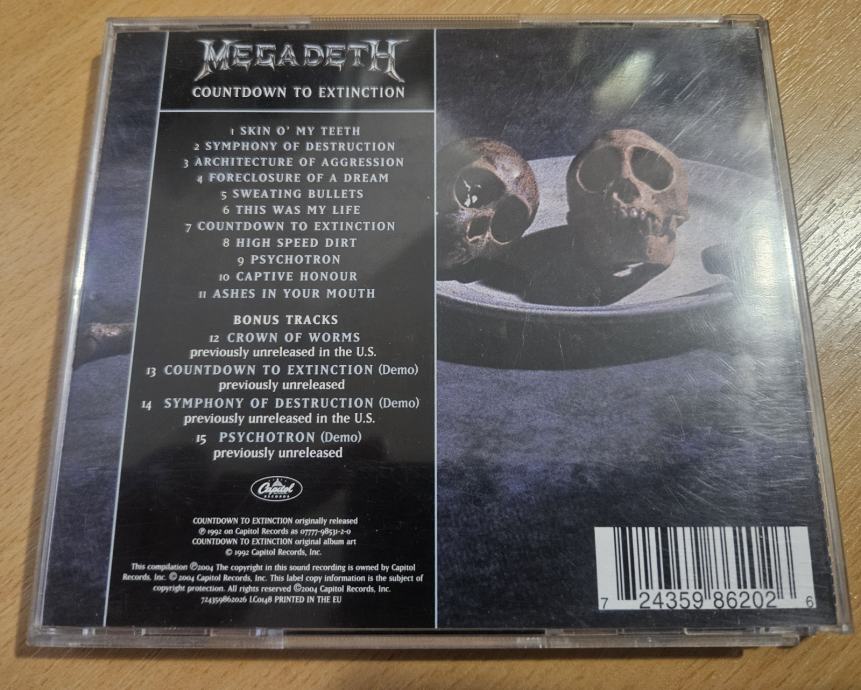 MEGADETH
COUNTDOWN TO EXTINCTION
1 SKIN O' MY TEETH
2 SYMPHONY OF DESTRUCTION
3 ARCHITECTURE OF AGGRESSION
4 FORECLOSURE OF A DREAM
5 SWEATING BULLETS
6 THIS WAS MY LIFE
7 COUNTDOWN TO EXTINCTION
8 HIGH SPEED DIRT
9 PSYCHOTRON
10 CAPTIVE HONOUR
11 ASHES IN YOUR MOUTH
BONUS TRACKS
12 CROWN OF WORMS
previously unreleased in the U.S.
13 COUNTDOWN TO EXTINCTION (Demo)
previously unreleased
14 SYMPHONY OF DESTRUCTION (Demo)
previously unreleased in the U.S.
15 PSYCHOTRON (Demo)
previously unreleased
Capitol
RECORDS
COUNTDOWN TO EXTINCTION originally released
℗ 1992 on Capitol Records as 07777-98531-2-0
COUNTDOWN TO EXTINCTION original album art
© 1992 Capitol Records, Inc.
This compilation ℗2004 The copyright in this sound recording is owned by Capitol
Records, Inc. © 2004 Capitol Records, Inc. This label copy information is the subject of
copyright protection. All rights reserved ©2004 Capitol Records, Inc.
724359862026 LC0148 PRINTED IN THE EU
7 24359 86202 6